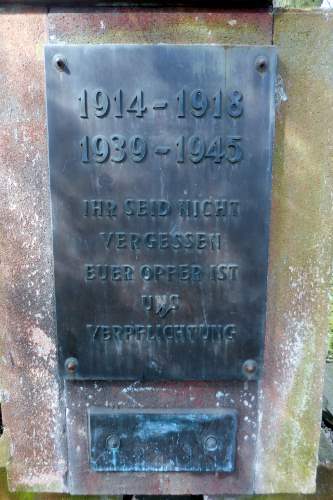 1914 - 1918
1939 - 1945
IHR SEID NICHT
VERGESSEN
EUER OPFER IST
UNS
VERPFLICHTUNG